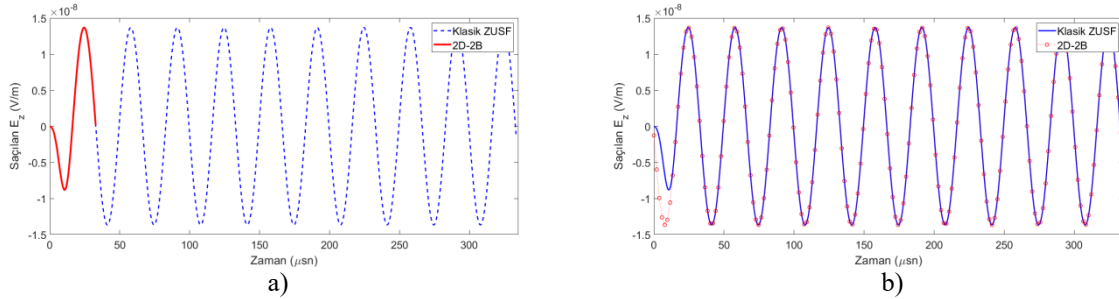 ×10⁻⁸
1.5
1
0.5
0
-0.5
-1
-1.5
Saçılan E_z (V/m)
0 50 100 150 200 250 300
Zaman (μsn)
Klasik ZUSF
2D-2B
a)
×10⁻⁸
1.5
1
0.5
0
-0.5
-1
-1.5
Saçılan E_z (V/m)
0 50 100 150 200 250 300
Zaman (μsn)
Klasik ZUSF
2D-2B
b)